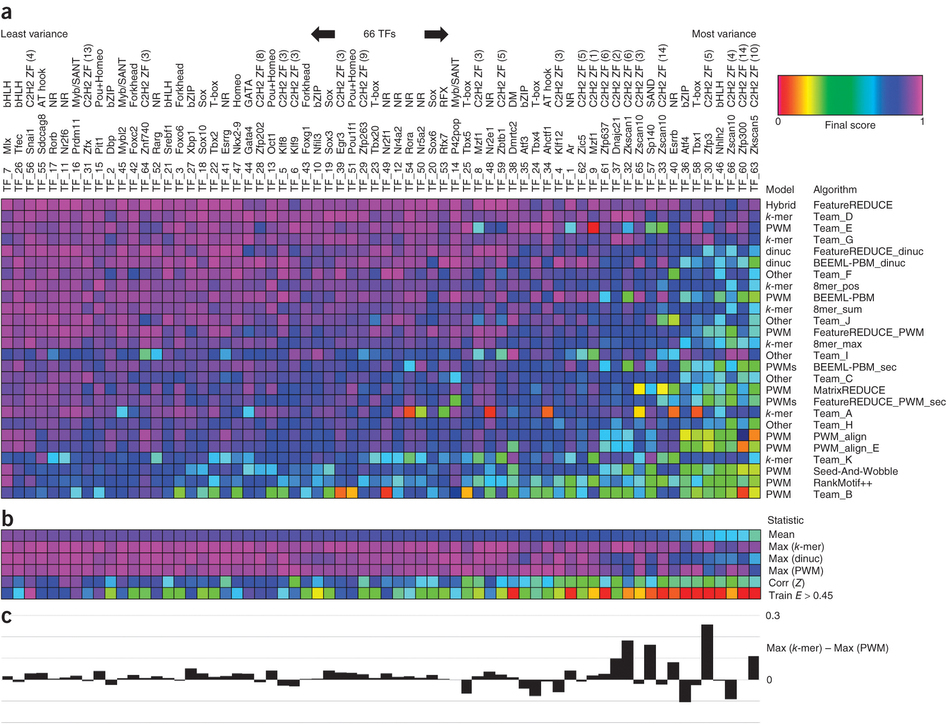 a
Least variance
66 TFs
Most variance
bHLH bHLH C2H2 ZF (4) AT hook NR NR Myb/SANT C2H2 ZF (13) Pou+Homeo bZIP Myb/SANT Forkhead C2H2 ZF (3) NR bHLH Forkhead bZIP Sox T-box NR Homeo GATA C2H2 ZF (8) Pou+Homeo C2H2 ZF (3) C2H2 ZF (3) Forkhead bZIP Sox C2H2 ZF (3) Pou+Homeo C2H2 ZF (9) T-box NR NR NR NR Sox RFX Myb/SANT T-box C2H2 ZF NR C2H2 ZF DM bZIP T-box AT hook C2H2 ZF (3) NR C2H2 ZF (5) C2H2 ZF C2H2 ZF (6) C2H2 ZF (2) C2H2 ZF C2H2 ZF SAND C2H2 ZF (14) NR bZIP T-box C2H2 ZF bHLH C2H2 ZF (4) C2H2 ZF C2H2 ZF (10)
Mlx Tfec Snai1 Sdccag8 Rorb Nr2f6 Prdm11 Zfx Pit1 Dbp Mybl2 Foxc2 Znf740 Rarg Srebf1 Foxo6 Xbp1 Sox10 Tbx2 Esrrg Nkx2-9 Gata4 Zfp202 Oct1 Klf8 Klf9 Foxg1 Nfil3 Sox3 Egr3 Pou1f1 Zfp263 Tbx20 Nr2f1 Nr4a2 Rora Nr5a2 Sox6 Rfx7 P42pop Tbx5 Mzf1 Nr2e1 Zbtb1 Dmrtc2 Atf3 Tbx4 Ahctf1 Klf12 Ar Zic5 Mzf1 Zfp637 Dnajc21 Zkscan1 Zkscan5 Sp140 Zscan10 Esrrb Atf4 Tbx1 Zfp3 Nhlh2 Zscan10 Zfp300 Zkscan5
TF_7 TF_26 TF_56 TF_55 TF_17 TF_11 TF_16 TF_31 TF_15 TF_2 TF_45 TF_42 TF_64 TF_52 TF_21 TF_3 TF_27 TF_18 TF_22 TF_41 TF_47 TF_44 TF_28 TF_13 TF_5 TF_6 TF_43 TF_10 TF_19 TF_39 TF_51 TF_29 TF_23 TF_49 TF_12 TF_54 TF_50 TF_20 TF_53 TF_14 TF_25 TF_8 TF_48 TF_59 TF_38 TF_35 TF_24 TF_34 TF_4 TF_1 TF_62 TF_9 TF_61 TF_37 TF_32 TF_65 TF_57 TF_33 TF_40 TF_36 TF_58 TF_30 TF_46 TF_66 TF_60 TF_63
0 Final score 1
Model Algorithm
Hybrid FeatureREDUCE
k-mer Team_D
PWM Team_E
k-mer Team_G
dinuc FeatureREDUCE_dinuc
dinuc BEEML-PBM_dinuc
Other Team_F
k-mer 8mer_pos
PWM BEEML-PBM
k-mer 8mer_sum
Other Team_J
PWM FeatureREDUCE_PWM
k-mer 8mer_max
Other Team_I
PWMs BEEML-PBM_sec
Other Team_C
PWM MatrixREDUCE
PWMs FeatureREDUCE_PWM_sec
k-mer Team_A
Other Team_H
PWM PWM_align
PWM PWM_align_E
k-mer Team_K
PWM Seed-And-Wobble
PWM RankMotif++
PWM Team_B
b
Statistic
Mean
Max (k-mer)
Max (dinuc)
Max (PWM)
Corr (Z)
Train E > 0.45
c
0.3
Max (k-mer) – Max (PWM)
0